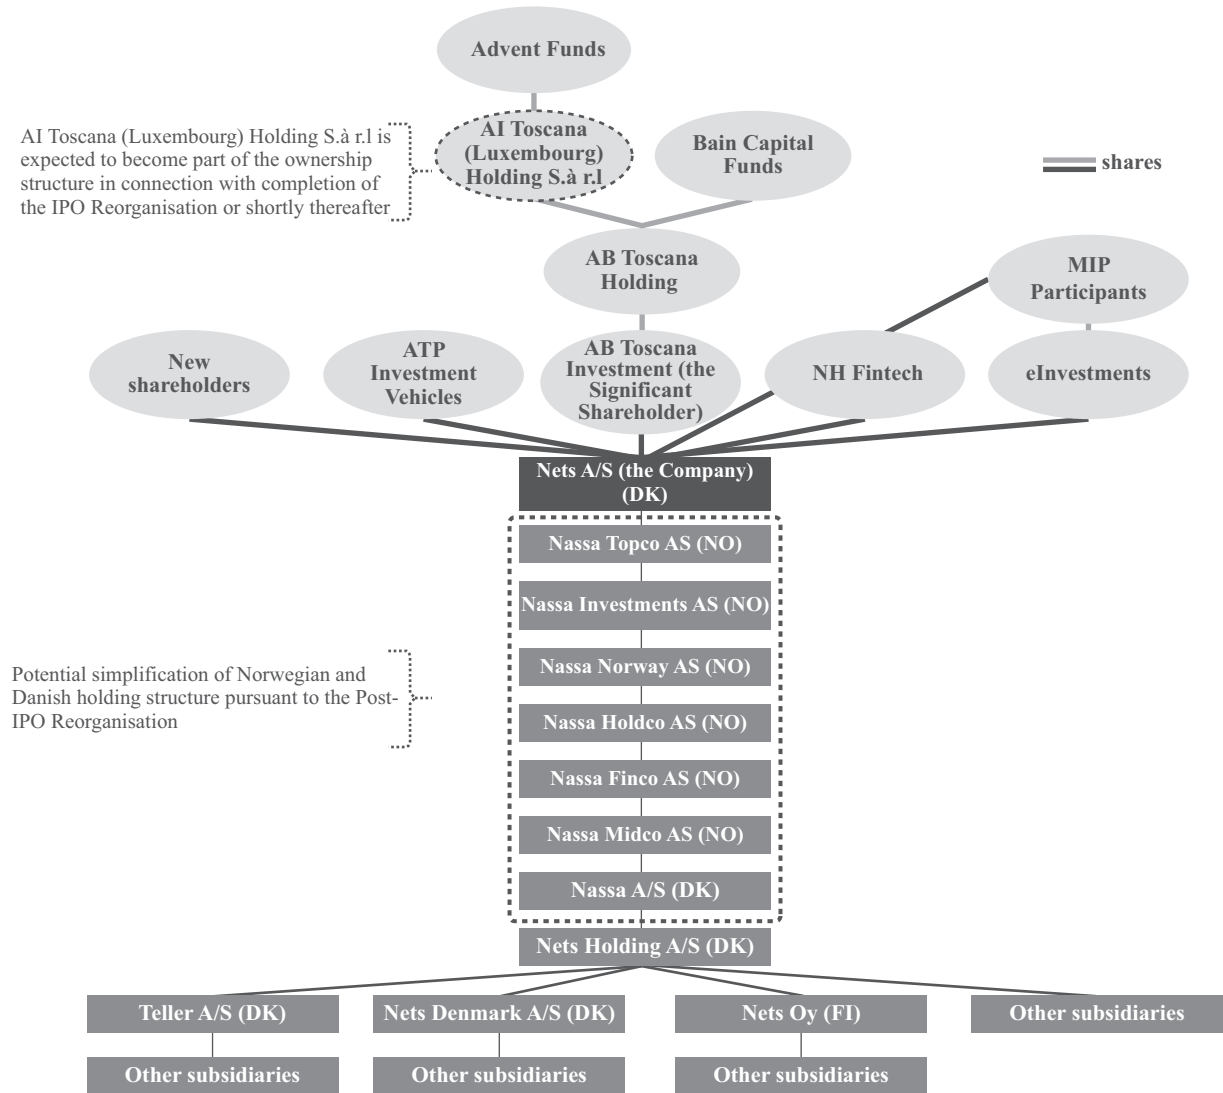 Advent Funds
AI Toscana (Luxembourg) Holding S.à r.l is
expected to become part of the ownership
structure in connection with completion of
the IPO Reorganisation or shortly thereafter
AI Toscana
(Luxembourg)
Holding S.à r.l
Bain Capital
Funds
shares
AB Toscana
Holding
MIP
Participants
New
shareholders
ATP
Investment
Vehicles
AB Toscana
Investment (the
Significant
Shareholder)
NH Fintech
eInvestments
Nets A/S (the Company)
(DK)
Nassa Topco AS (NO)
Nassa Investments AS (NO)
Potential simplification of Norwegian and
Danish holding structure pursuant to the Post-
IPO Reorganisation
Nassa Norway AS (NO)
Nassa Holdco AS (NO)
Nassa Finco AS (NO)
Nassa Midco AS (NO)
Nassa A/S (DK)
Nets Holding A/S (DK)
Teller A/S (DK)
Nets Denmark A/S (DK)
Nets Oy (FI)
Other subsidiaries
Other subsidiaries
Other subsidiaries
Other subsidiaries